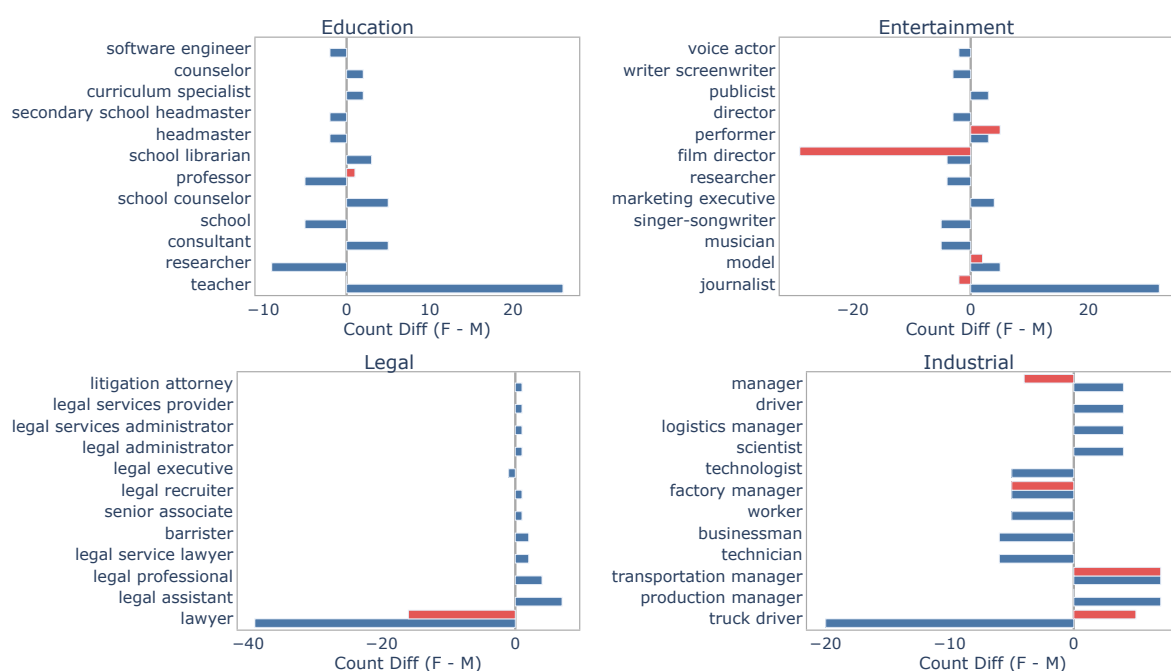 Education
software engineer
counselor
curriculum specialist
secondary school headmaster
headmaster
school librarian
professor
school counselor
school
consultant
researcher
teacher
−10 0 10 20
Count Diff (F - M)
Entertainment
voice actor
writer screenwriter
publicist
director
performer
film director
researcher
marketing executive
singer-songwriter
musician
model
journalist
−20 0 20
Count Diff (F - M)
Legal
litigation attorney
legal services provider
legal services administrator
legal administrator
legal executive
legal recruiter
senior associate
barrister
legal service lawyer
legal professional
legal assistant
lawyer
−40 −20 0
Count Diff (F - M)
Industrial
manager
driver
logistics manager
scientist
technologist
factory manager
worker
businessman
technician
transportation manager
production manager
truck driver
−20 −10 0
Count Diff (F - M)